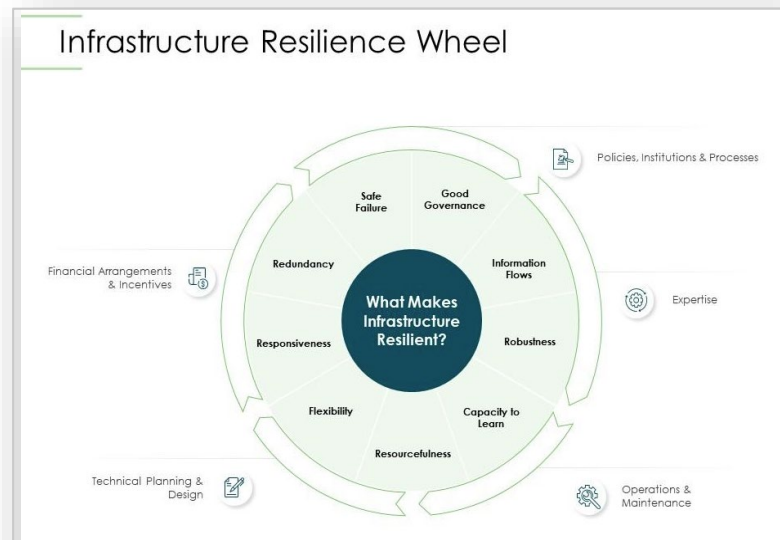 Infrastructure Resilience Wheel
Policies, Institutions & Processes
Safe
Failure
Good
Governance
Redundancy
Information
Flows
Financial Arrangements
& Incentives
What Makes
Infrastructure
Resilient?
Expertise
Responsiveness
Robustness
Flexibility
Capacity to
Learn
Resourcefulness
Technical Planning &
Design
Operations &
Maintenance